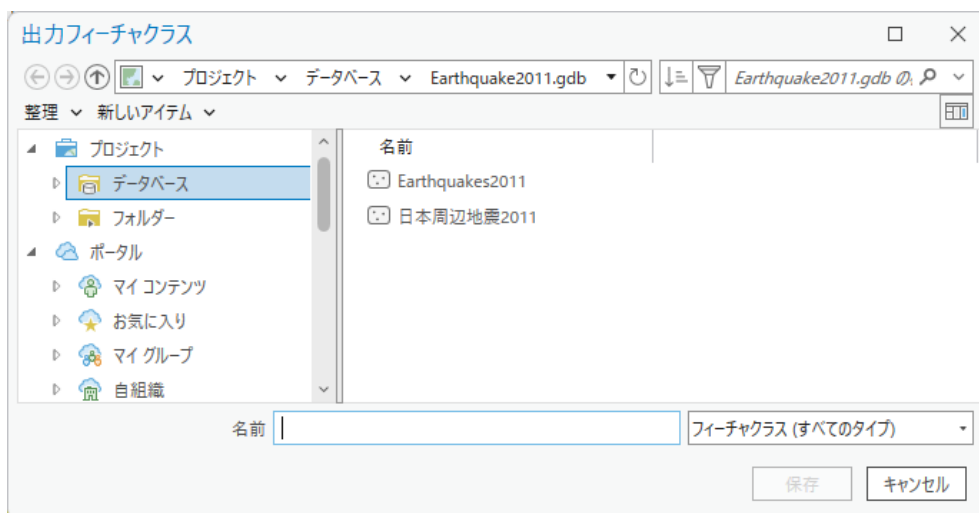 出力フィーチャクラス
プロジェクト データベース Earthquake2011.gdb Earthquake2011.gdb の
整理 新しいアイテム
プロジェクト
データベース
フォルダー
ポータル
マイ コンテンツ
お気に入り
マイ グループ
自組織
名前
Earthquakes2011
日本周辺地震2011
名前 フィーチャクラス (すべてのタイプ)
保存 キャンセル